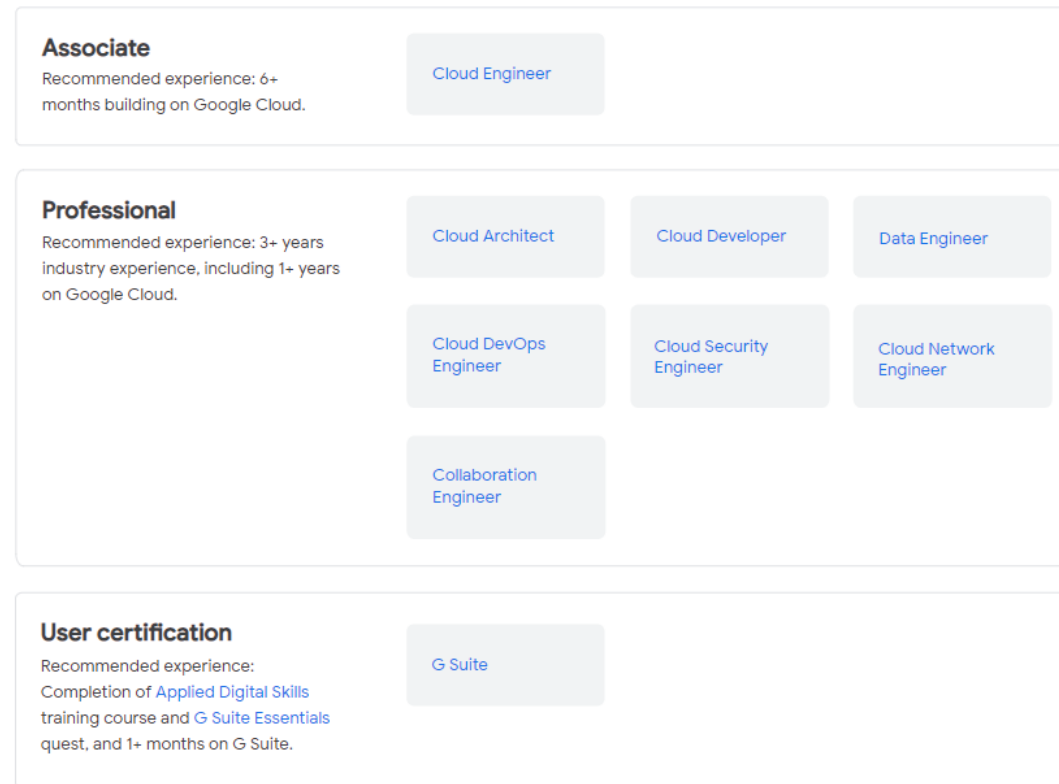 Associate
Recommended experience: 6+
months building on Google Cloud.
Cloud Engineer
Professional
Recommended experience: 3+ years
industry experience, including 1+ years
on Google Cloud.
Cloud Architect
Cloud Developer
Data Engineer
Cloud DevOps
Engineer
Cloud Security
Engineer
Cloud Network
Engineer
Collaboration
Engineer
User certification
Recommended experience:
Completion of Applied Digital Skills
training course and G Suite Essentials
quest, and 1+ months on G Suite.
G Suite